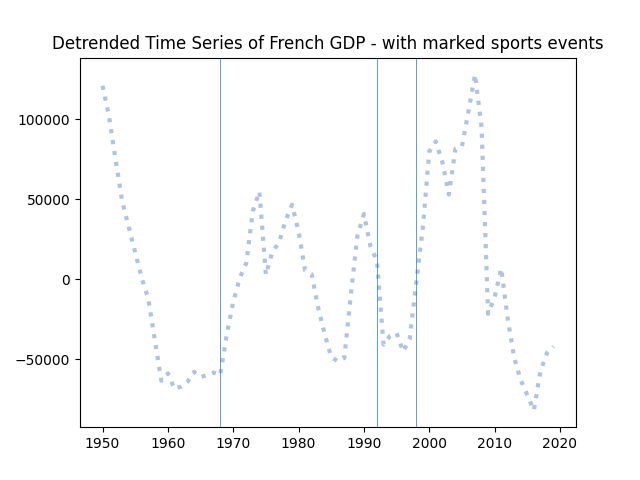 Detrended Time Series of French GDP - with marked sports events
100000
50000
0
−50000
1950 1960 1970 1980 1990 2000 2010 2020